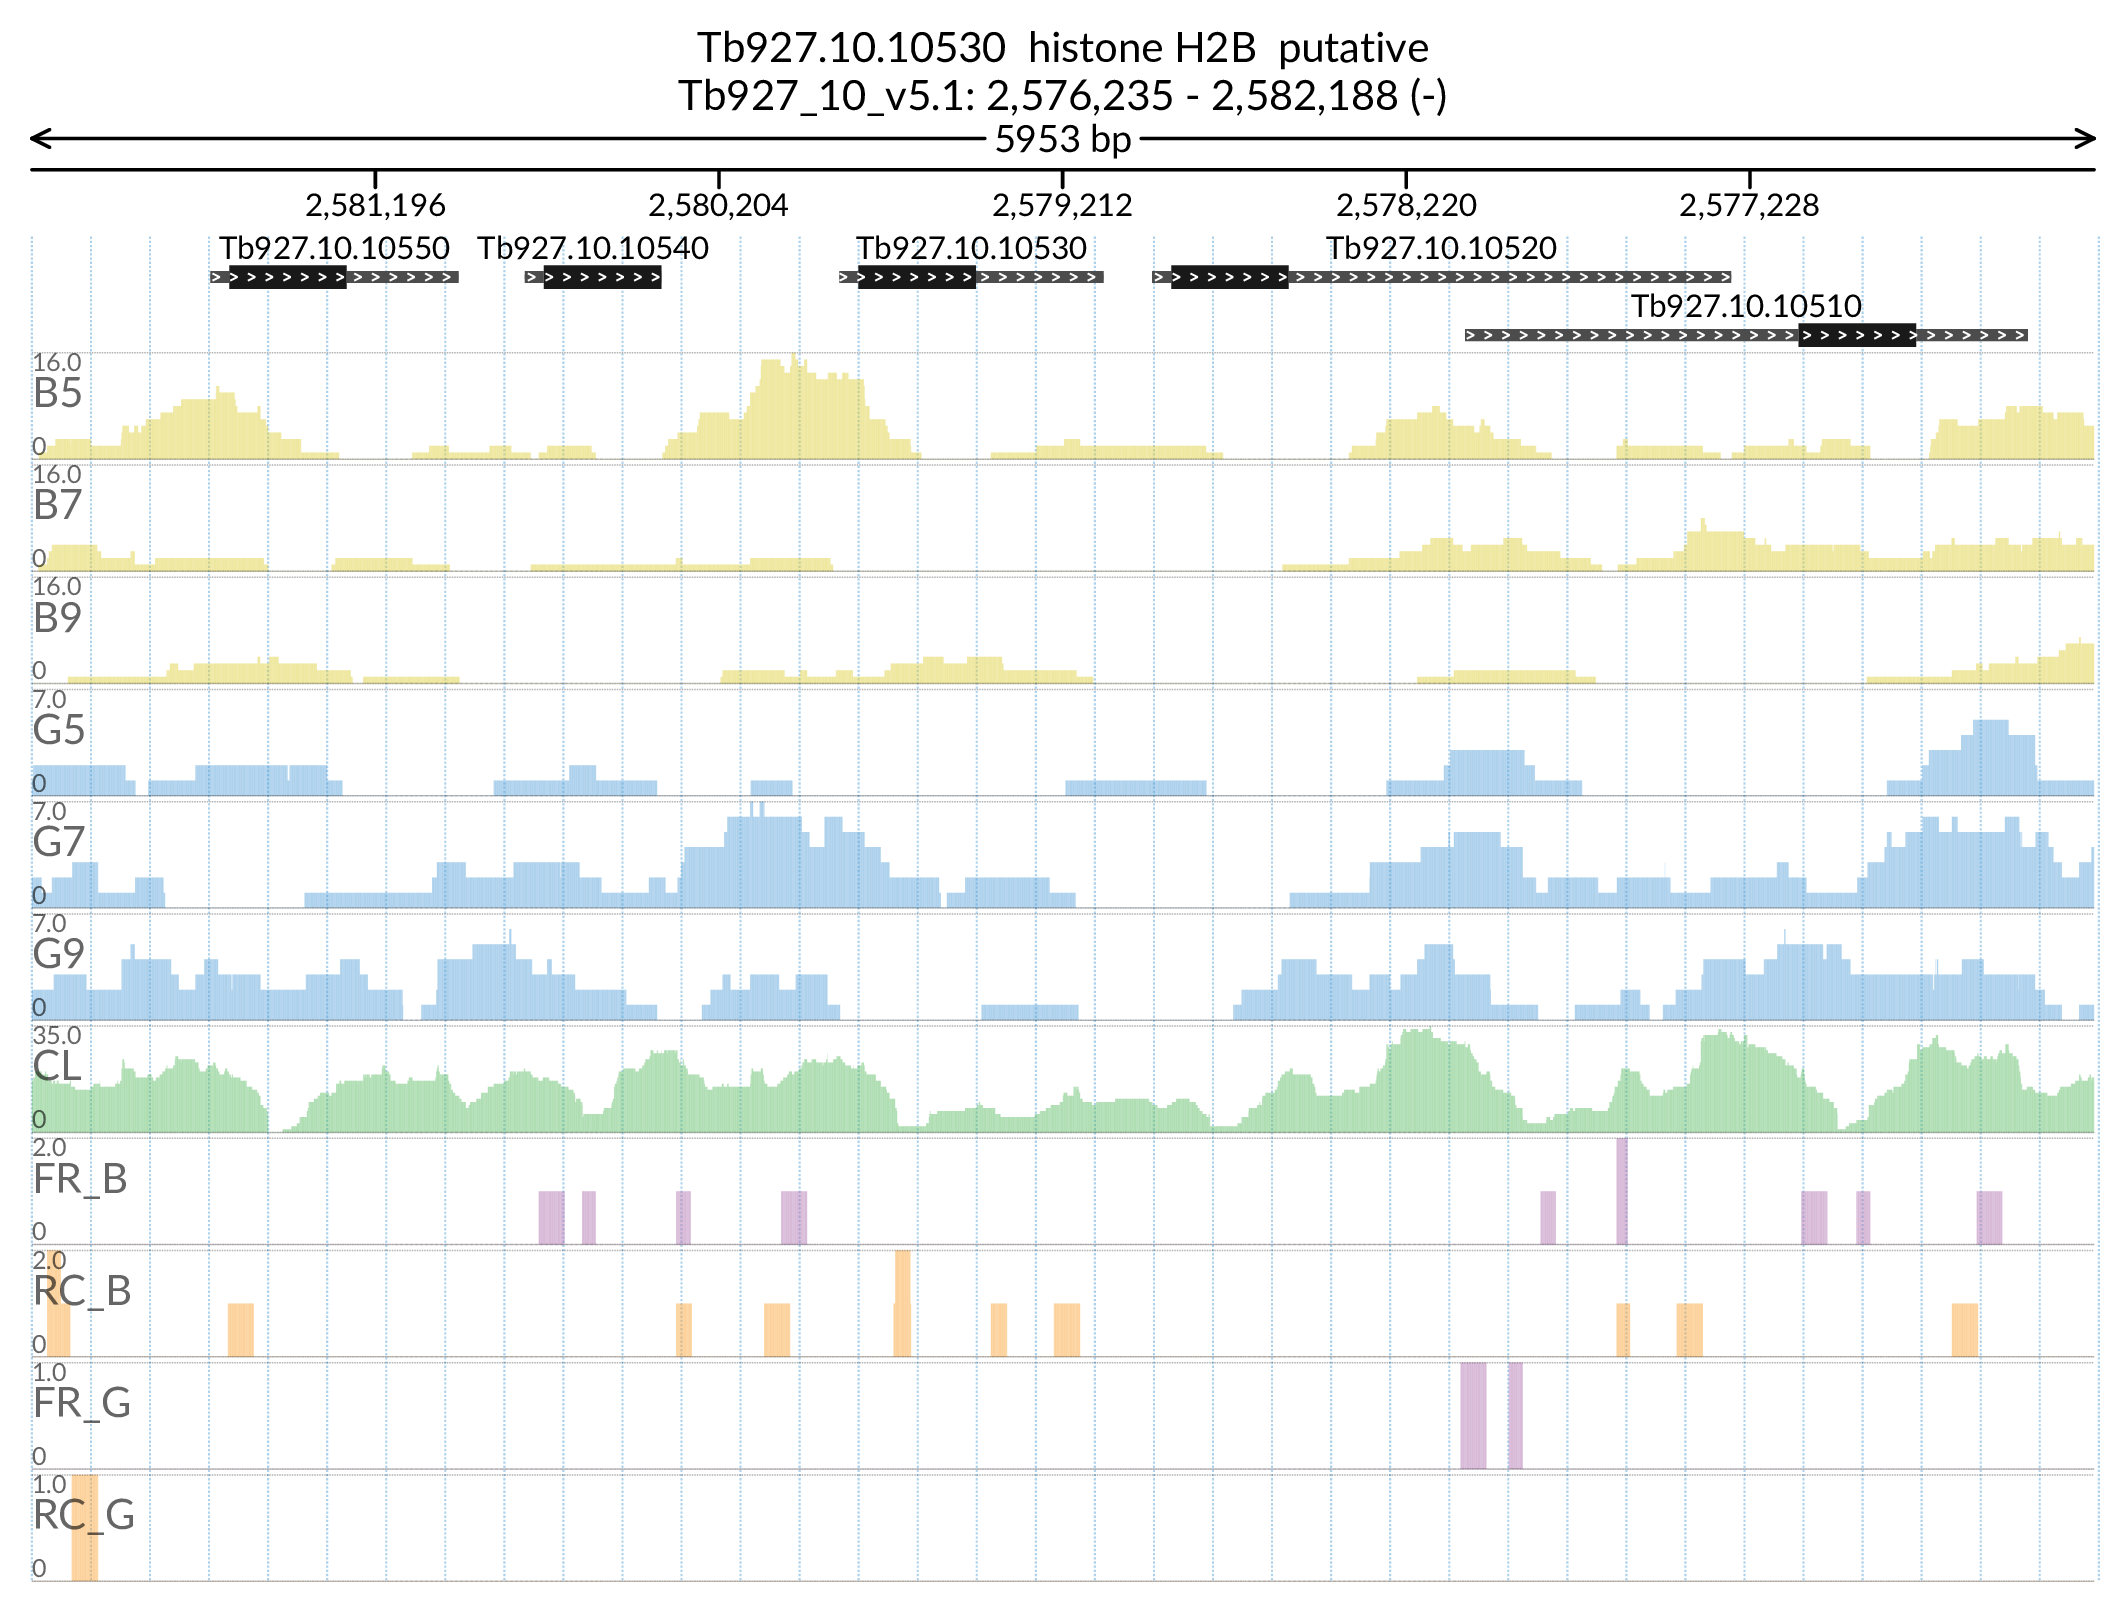 Tb927.10.10530  histone H2B  putative
Tb927_10_v5.1: 2,576,235 - 2,582,188 (-)
5953 bp
2,581,196 2,580,204 2,579,212 2,578,220 2,577,228
Tb927.10.10550 Tb927.10.10540 Tb927.10.10530 Tb927.10.10520
Tb927.10.10510
16.0
B5
0
16.0
B7
0
16.0
B9
0
7.0
G5
0
7.0
G7
0
7.0
G9
0
35.0
CL
0
2.0
FR_B
0
2.0
RC_B
0
1.0
FR_G
0
1.0
RC_G
0